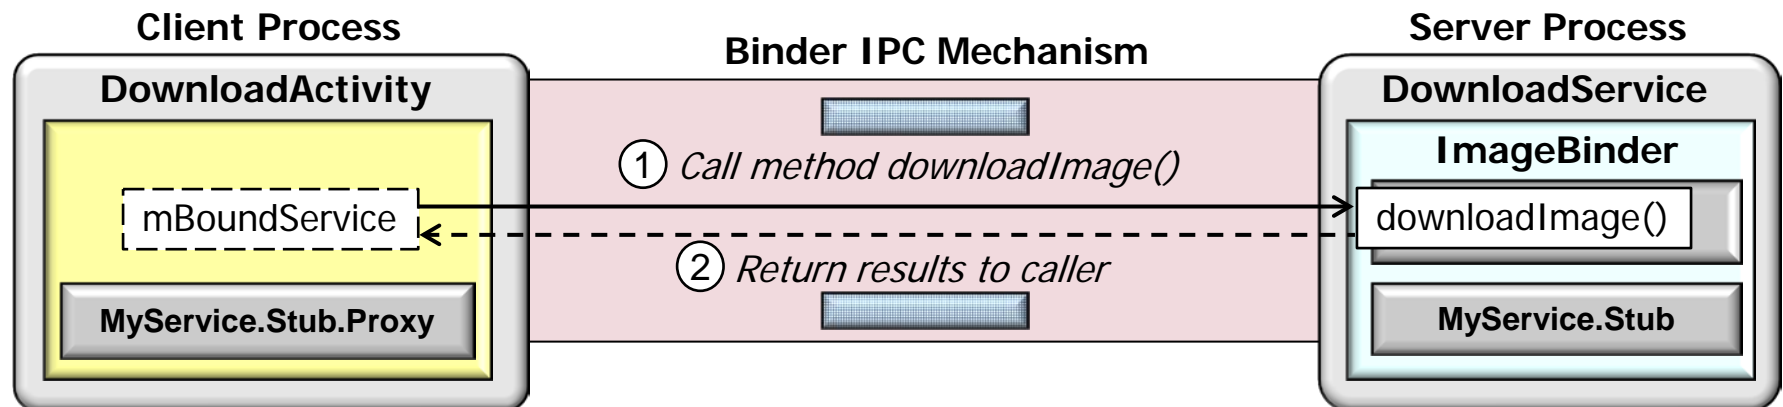 Client Process
Binder IPC Mechanism
Server Process
DownloadActivity
DownloadService
ImageBinder
1 Call method downloadImage()
mBoundService
downloadImage()
2 Return results to caller
MyService.Stub.Proxy
MyService.Stub